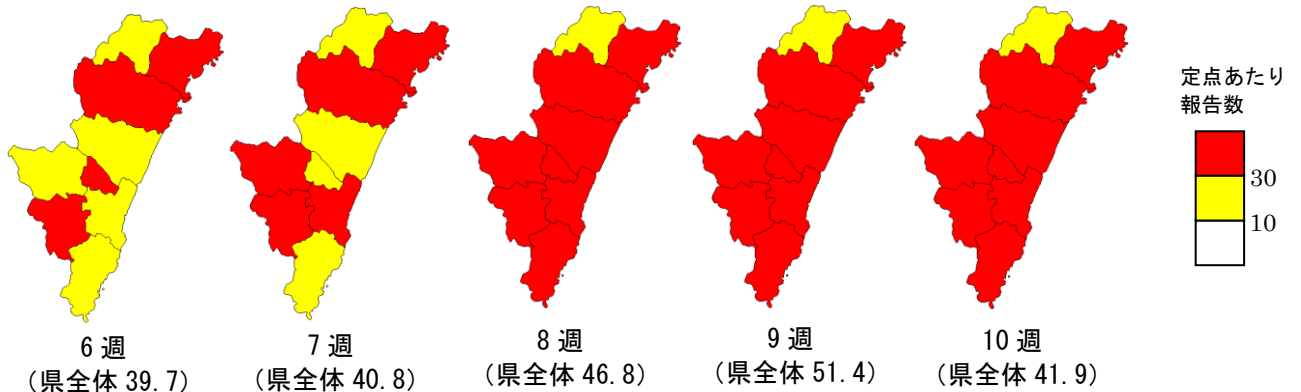 定点あたり
報告数
30
10
6 週
（県全体 39.7）
7 週
（県全体 40.8）
8 週
（県全体 46.8）
9 週
（県全体 51.4）
10 週
（県全体 41.9）